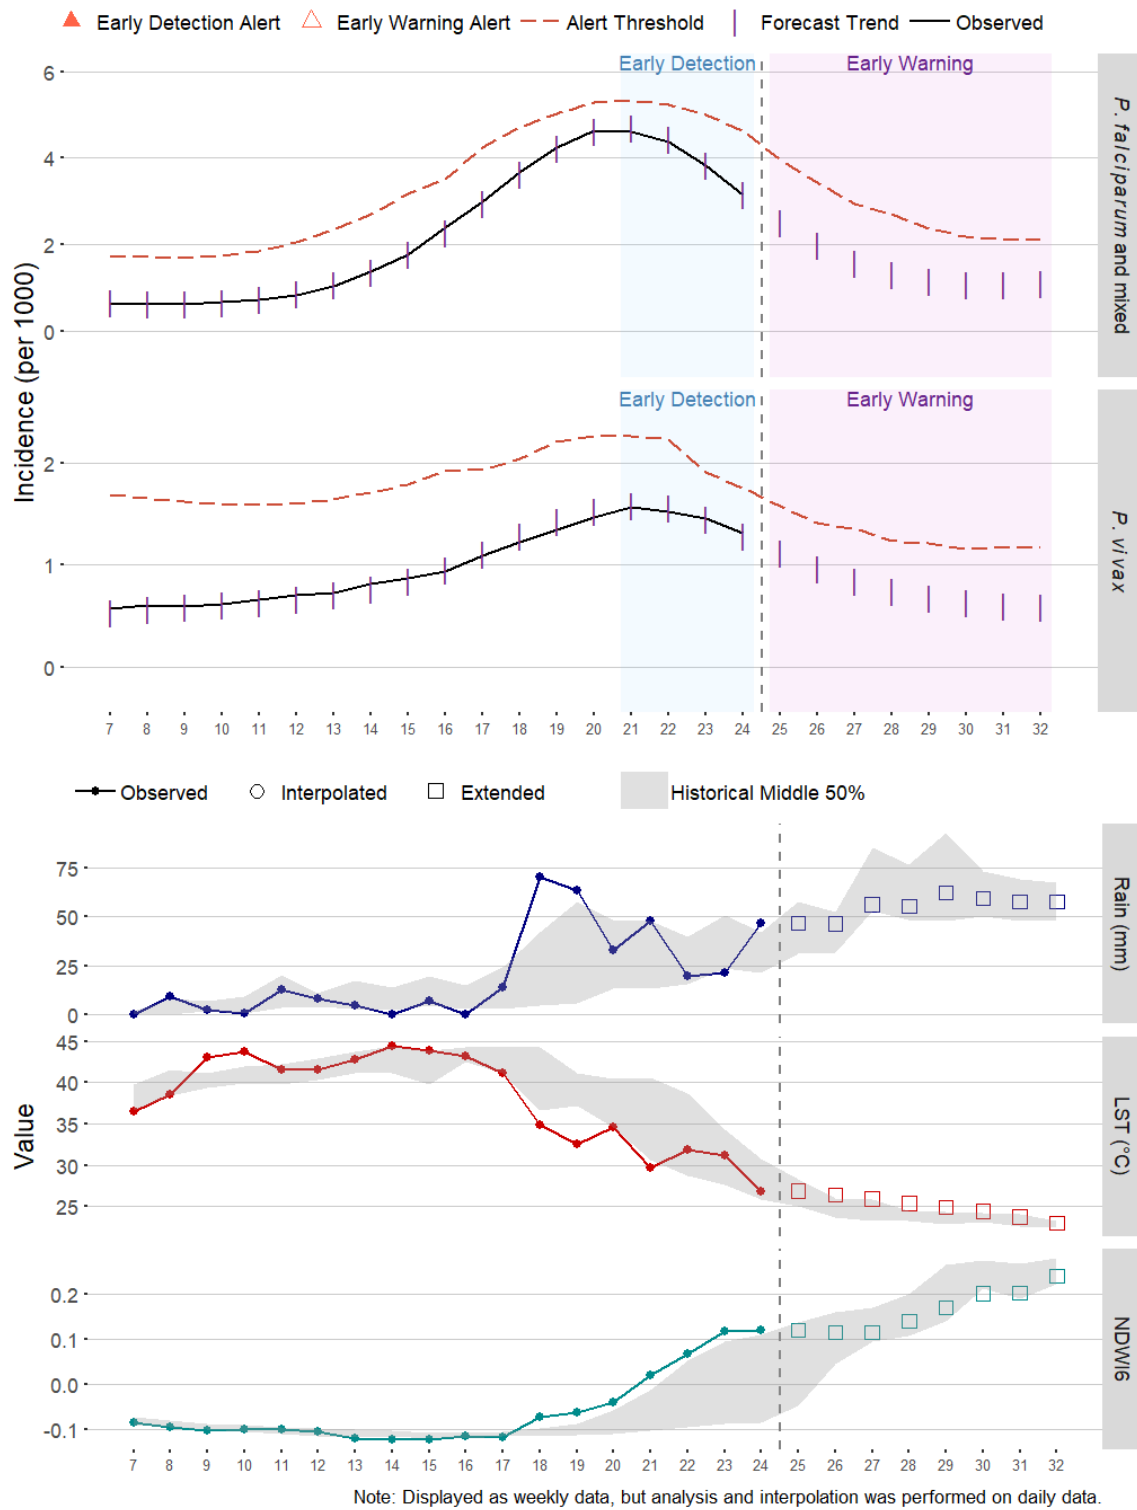 Early Detection Alert Early Warning Alert Alert Threshold Forecast Trend Observed
Early Detection Early Warning
6
4
2
0
P. falciparum and mixed
Incidence (per 1000)
Early Detection Early Warning
2
1
0
P. vivax
7 8 9 10 11 12 13 14 15 16 17 18 19 20 21 22 23 24 25 26 27 28 29 30 31 32
Observed Interpolated Extended Historical Middle 50%
75
50
25
0
Rain (mm)
45
40
35
30
25
LST (°C)
Value
0.2
0.1
0.0
-0.1
NDWI6
7 8 9 10 11 12 13 14 15 16 17 18 19 20 21 22 23 24 25 26 27 28 29 30 31 32
Note: Displayed as weekly data, but analysis and interpolation was performed on daily data.